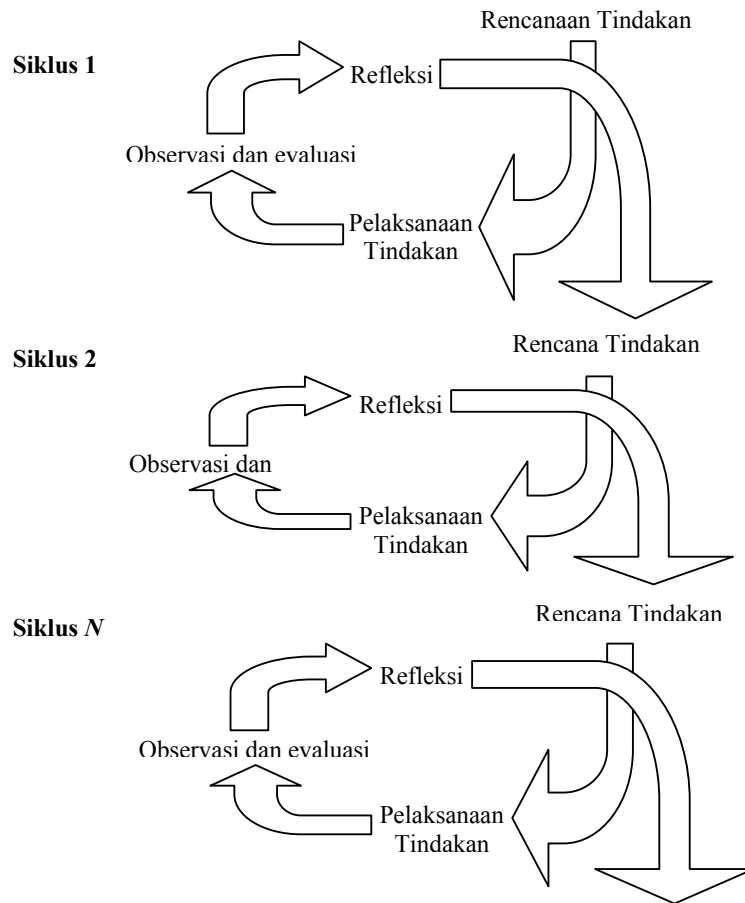 Rencanaan Tindakan
Siklus 1
Refleksi
Observasi dan evaluasi
Pelaksanaan
Tindakan
Rencana Tindakan
Siklus 2
Refleksi
Observasi dan
Pelaksanaan
Tindakan
Rencana Tindakan
Siklus N
Refleksi
Observasi dan evaluasi
Pelaksanaan
Tindakan